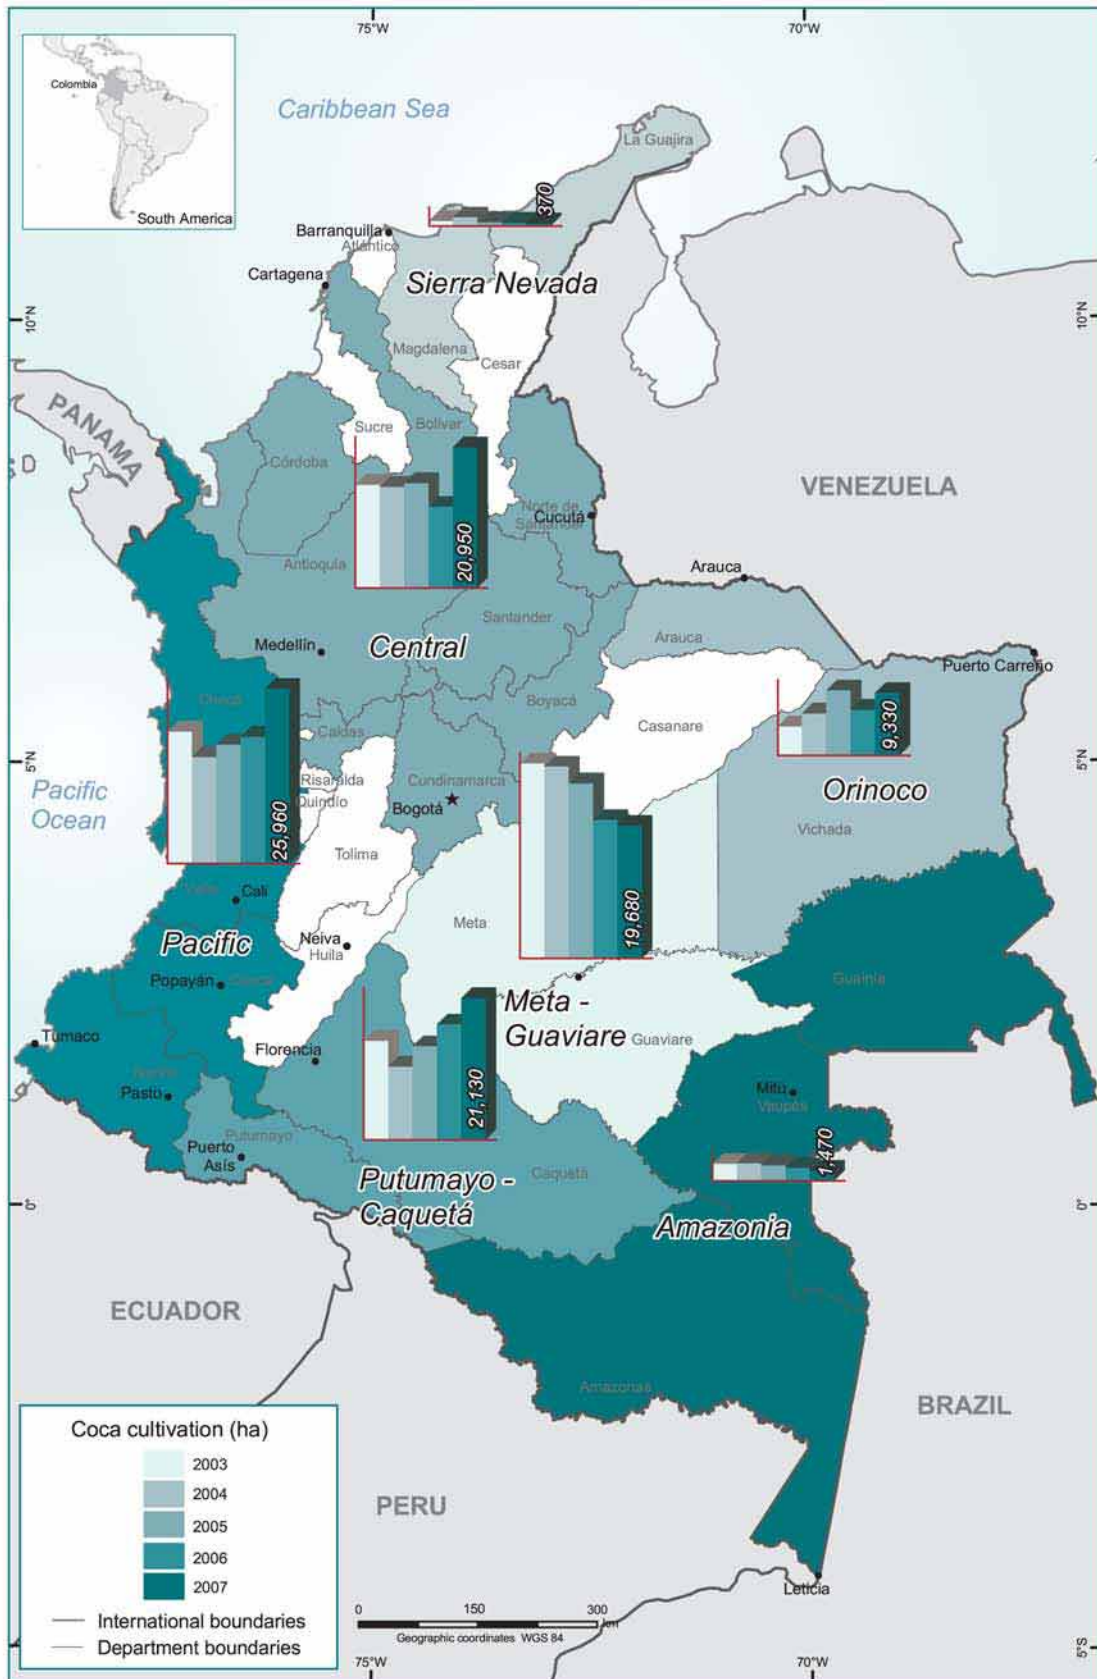 75°W
70°W
Colombia
South America
Caribbean Sea
La Guajira
370
Barranquilla
Atlántico
Cartagena
Sierra Nevada
10°N
10°N
Magdalena
Cesar
PANAMA
Sucre
Bolívar
Córdoba
VENEZUELA
Norte de
Santander
Cucutá
20,950
Antioquía
Arauca
Santander
Medellín
Central
Arauca
Puerto Carreño
Chocó
Boyacá
Casanare
9,330
Caldas
5°N
5°N
Risaralda
Cundinamarca
Quindío
Bogotá
Orinoco
Pacific
Ocean
25,960
Vichada
Tolima
Valle
Cali
Meta
19,680
Pacific
Neiva
Huila
Popayán
Cauca
Guainía
Meta -
Guaviare
Guaviare
Tumaco
Florencia
21,130
Nariño
Pasto
Mitú
Vaupés
Putumayo
Puerto
Asís
1,470
Caquetá
Putumayo -
Caquetá
0°
0°
Amazonia
ECUADOR
Amazonas
BRAZIL
Coca cultivation (ha)
2003
2004
2005
2006
2007
International boundaries
Department boundaries
PERU
Leticia
0
150
300
km
Geographic coordinates WGS 84
5°S
75°W
70°W